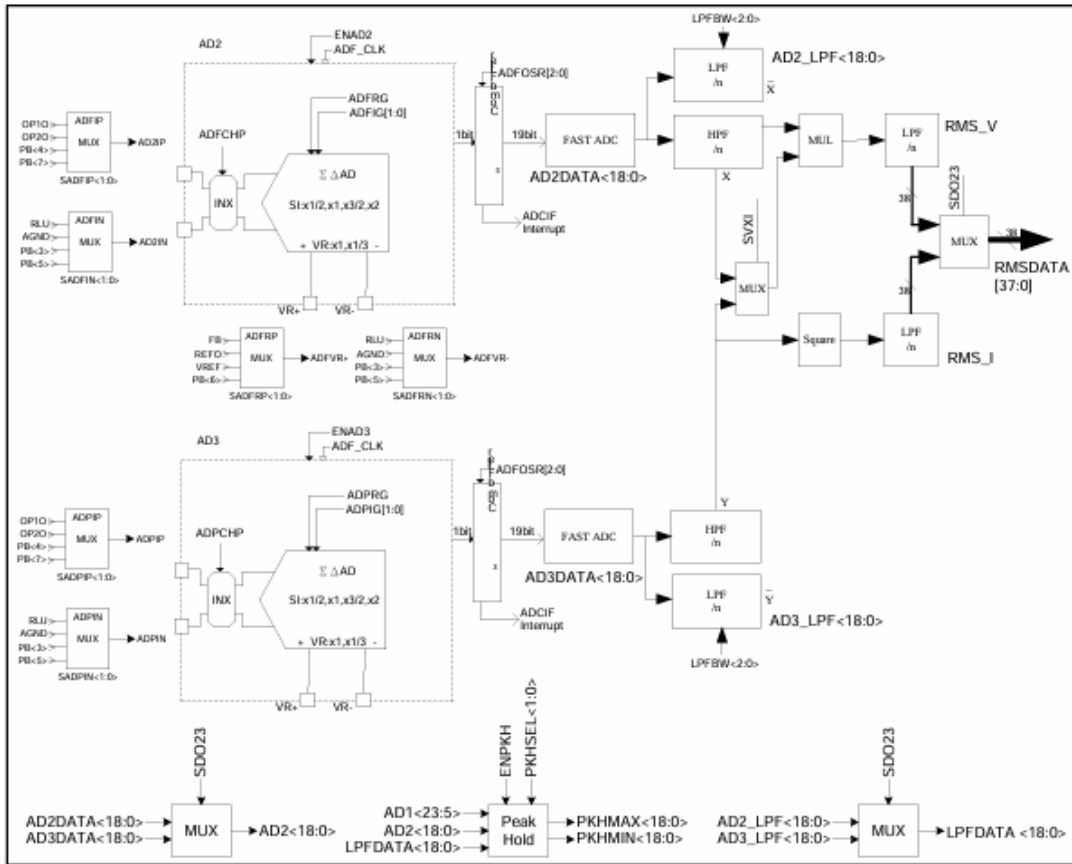 LPFBW<2:0>
ENAD2
ADF_CLK
AD2
ADFOSR[2:0]
AD2_LPF<18:0>
LPF
/n
X
ADFIP
MUX
OP1O
OP2O
PB<4>
PB<7>
AD2IP
SADFIP<1:0>
ADFRG
ADFIG[1:0]
ADFCHP
1bit
19bit
3
FAST ADC
AD2DATA<18:0>
HPF
/n
X
MUL
LPF
/n
RMS_V
Σ ΔAD
SI:x1/2,x1,x3/2,x2
INX
+ VR:x1,x1/3 -
ADCIF
Interrupt
ADFIN
MUX
RLU
AGND
PB<3>
PB<5>
AD2IN
SADFIN<1:0>
VR+
VR-
SVXI
MUX
38
SDO23
MUX
38
RMSDATA
[37:0]
38
Square
LPF
/n
RMS_I
ADFRP
MUX
FB
REFO
VREF
PB<6>
ADFVR+
SADFRP<1:0>
ADFRN
MUX
RLU
AGND
PB<3>
PB<5>
ADFVR-
SADFRN<1:0>
ENAD3
ADF_CLK
AD3
ADFOSR[2:0]
ADPRG
ADPIG[1:0]
ADPCHP
ADPIP
MUX
OP1O
OP2O
PB<4>
PB<7>
ADPIP
SADPIP<1:0>
1bit
19bit
3
FAST ADC
AD3DATA<18:0>
Y
HPF
/n
Σ ΔAD
SI:x1/2,x1,x3/2,x2
INX
+ VR:x1,x1/3 -
ADCIF
Interrupt
LPF
/n
Y
AD3_LPF<18:0>
LPFBW<2:0>
ADPIN
MUX
RLU
AGND
PB<3>
PB<5>
ADPIN
SADPIN<1:0>
VR+
VR-
SDO23
AD2DATA<18:0>
AD3DATA<18:0>
MUX
AD2<18:0>
ENPKH
PKHSEL<1:0>
AD1<23:5>
AD2<18:0>
LPFDATA<18:0>
Peak
Hold
PKHMAX<18:0>
PKHMIN<18:0>
SDO23
AD2_LPF<18:0>
AD3_LPF<18:0>
MUX
LPFDATA <18:0>